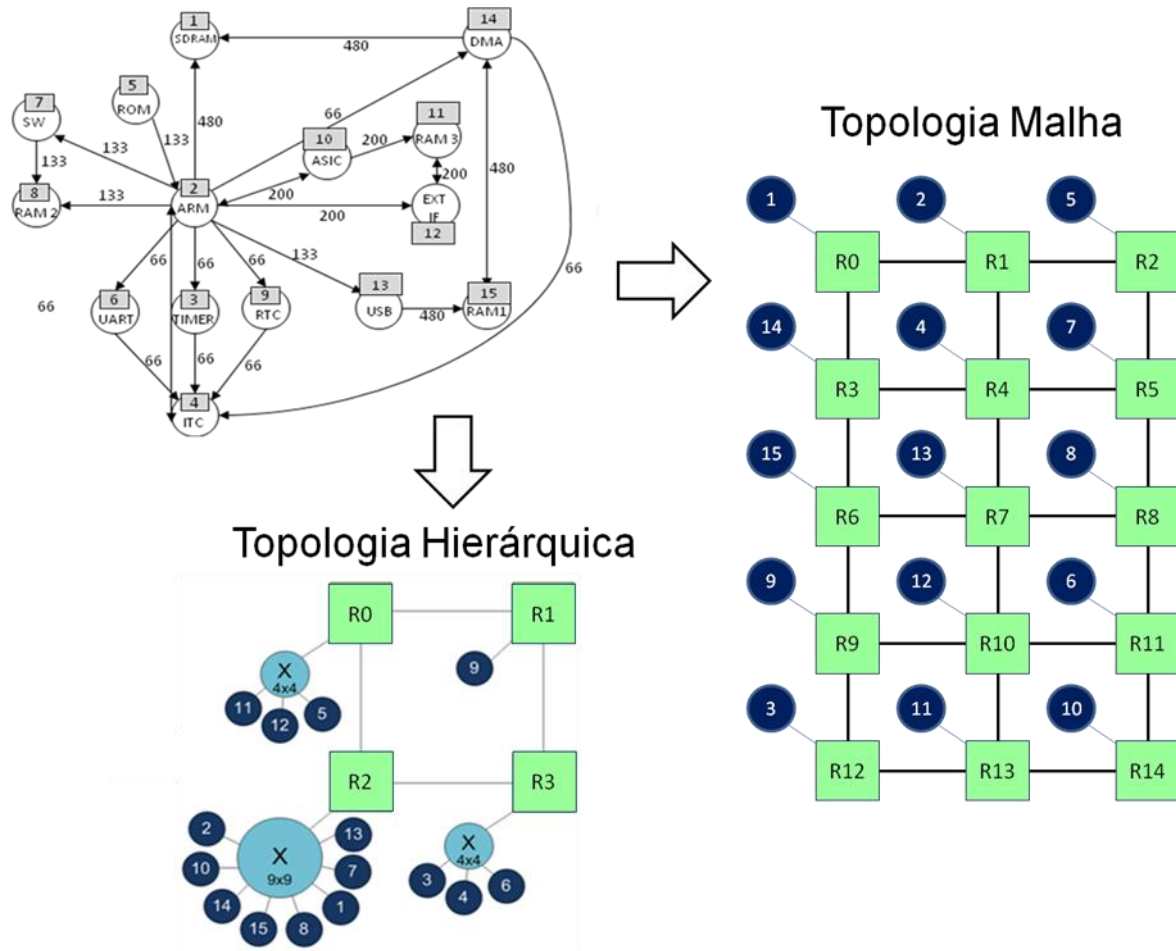 1
SDRAM
14
DMA
480
5
ROM
7
SW
480
66
11
RAM 3
10
ASIC
200
133
133
133
480
200
8
RAM 2
133
2
ARM
200
200
EXT
IF
12
133
66
66
66
66
66
13
USB
15
RAM1
480
6
UART
3
TIMER
9
RTC
66
66
66
4
ITC
Topologia Malha
1
2
5
R0
R1
R2
14
4
7
R3
R4
R5
15
13
8
R6
R7
R8
9
12
6
R9
R10
R11
3
11
10
R12
R13
R14
Topologia Hierárquica
R0
R1
X
4x4
9
11
12
5
R2
R3
2
13
X
9x9
10
7
14
1
15
8
X
4x4
3
4
6